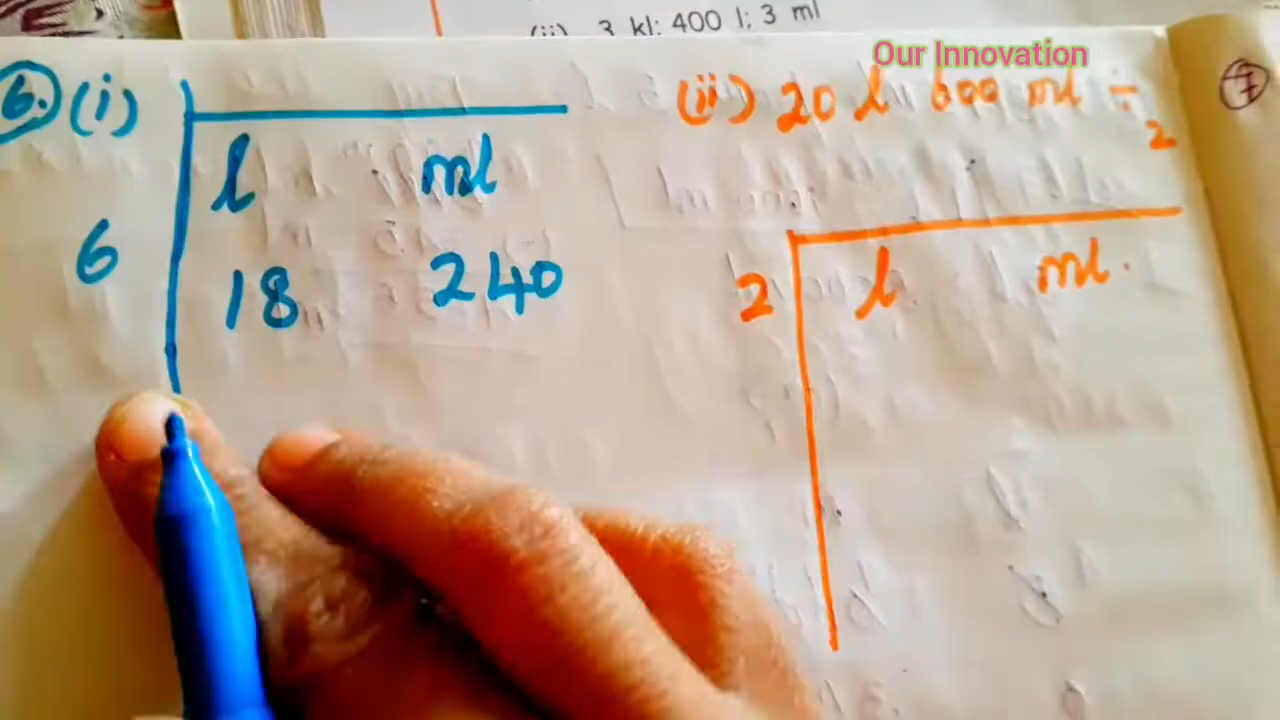 (ii) 3 kl; 400 l; 3 ml
Our Innovation
6. (i)
l ml
6 18 240
(ii) 20 l 600 ml ÷
2
2 l ml.
7